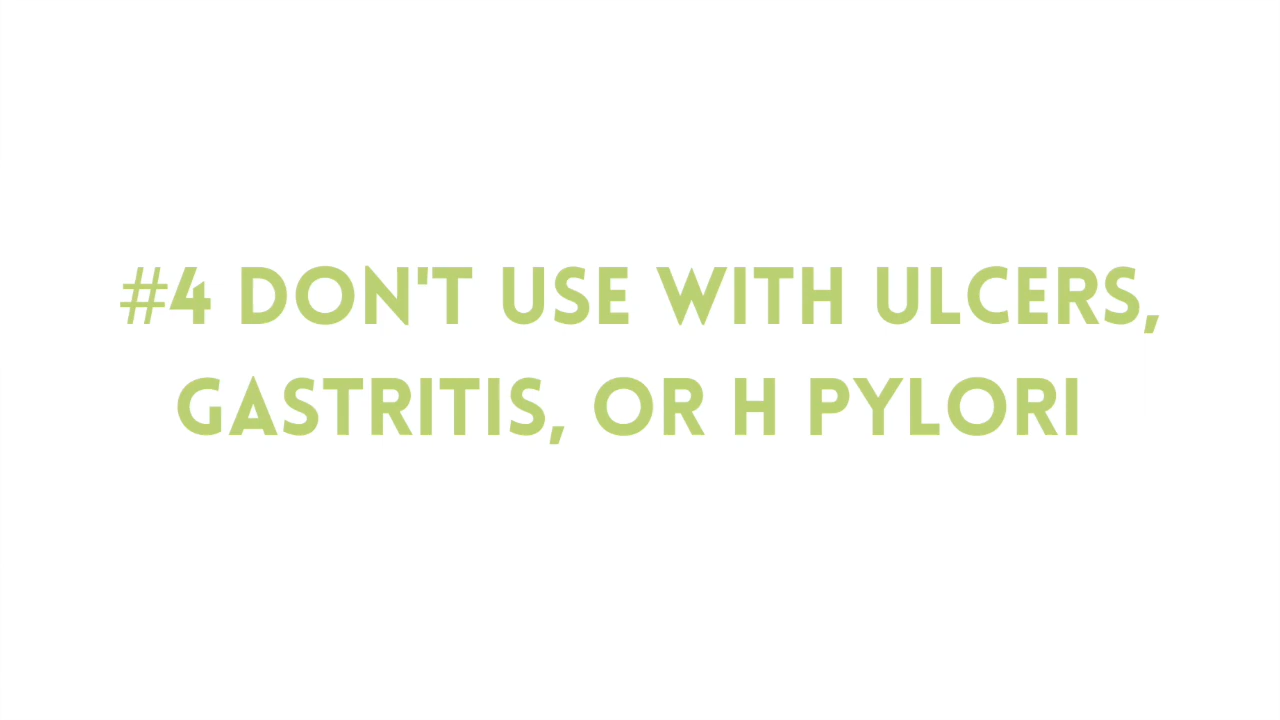 #4 DON'T USE WITH ULCERS,
GASTRITIS, OR H PYLORI